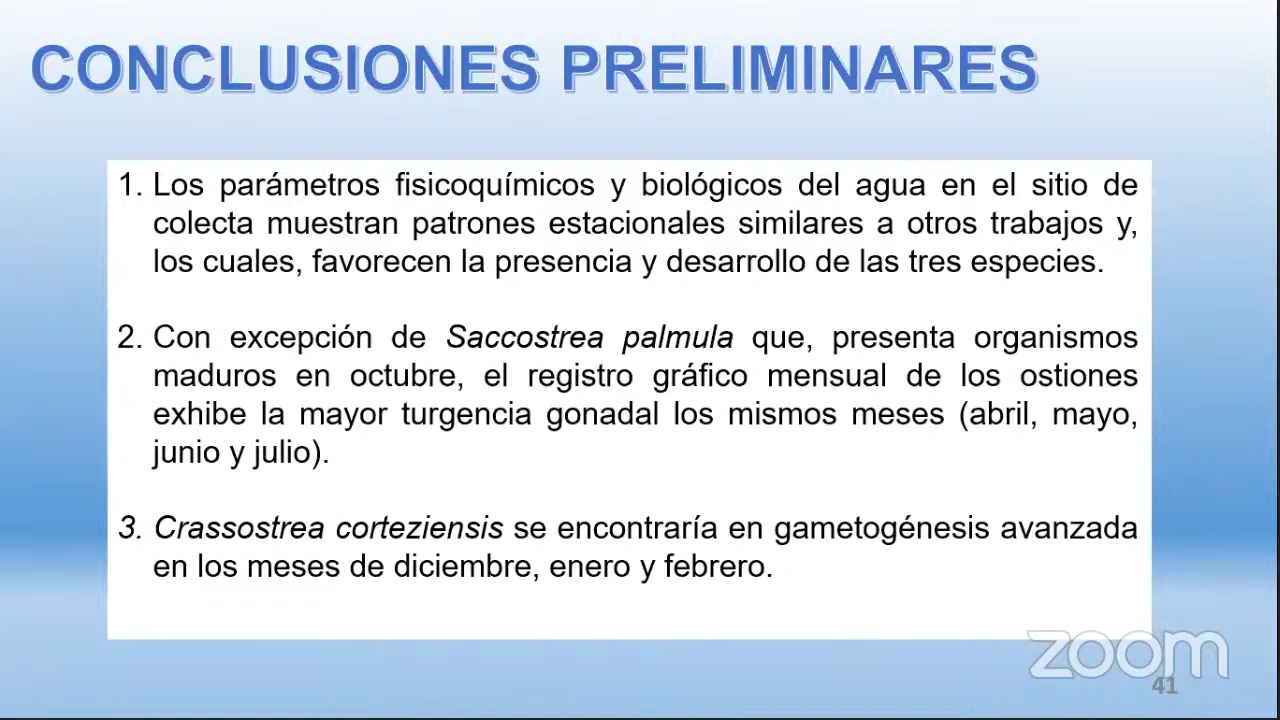 CONCLUSIONES PRELIMINARES
1. Los parámetros fisicoquímicos y biológicos del agua en el sitio de
colecta muestran patrones estacionales similares a otros trabajos y,
los cuales, favorecen la presencia y desarrollo de las tres especies.
2. Con excepción de Saccostrea palmula que, presenta organismos
maduros en octubre, el registro gráfico mensual de los ostiones
exhibe la mayor turgencia gonadal los mismos meses (abril, mayo,
junio y julio).
3. Crassostrea corteziensis se encontraría en gametogénesis avanzada
en los meses de diciembre, enero y febrero.
zoom
41